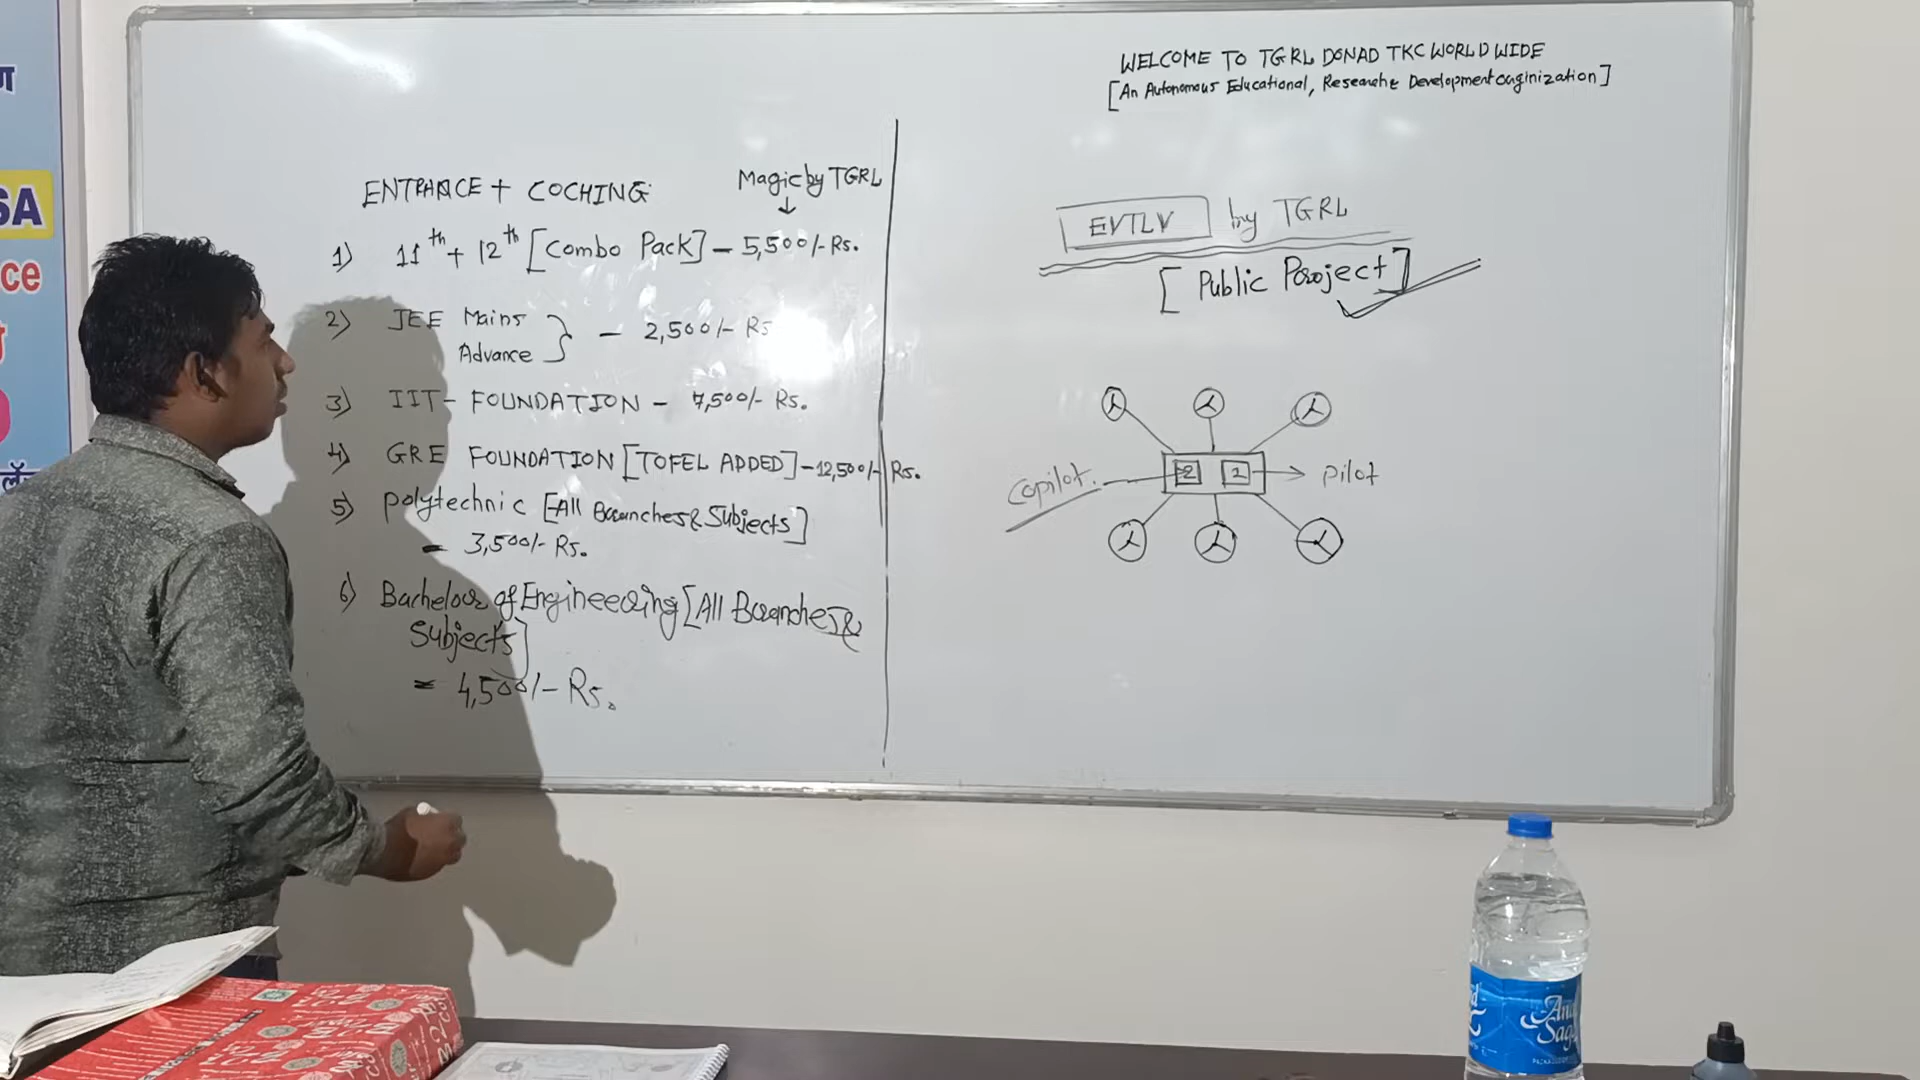 WELCOME TO TGRL DONAD TKC WORLD WIDE
[An Autonomous Educational, Research & Development oarginization]
ENTRANCE + COCHING
Magic by TGRL
1) 11th + 12th [Combo Pack] - 5,500/- Rs.
2) JEE Mains
Advance - 2,500/- Rs
3) IIT - FOUNDATION - 7,500/- Rs.
4) GRE FOUNDATION [TOFEL ADDED] - 12,500/- Rs.
5) Polytechnic [All Branches & Subjects]
- 3,500/- Rs.
6) Bachelor of Engineering [All Branches &
Subjects]
= 4,500/- Rs.
EVTLV by TGRL
[Public Project]
Copilot. 2 1 pilot
SA
ce